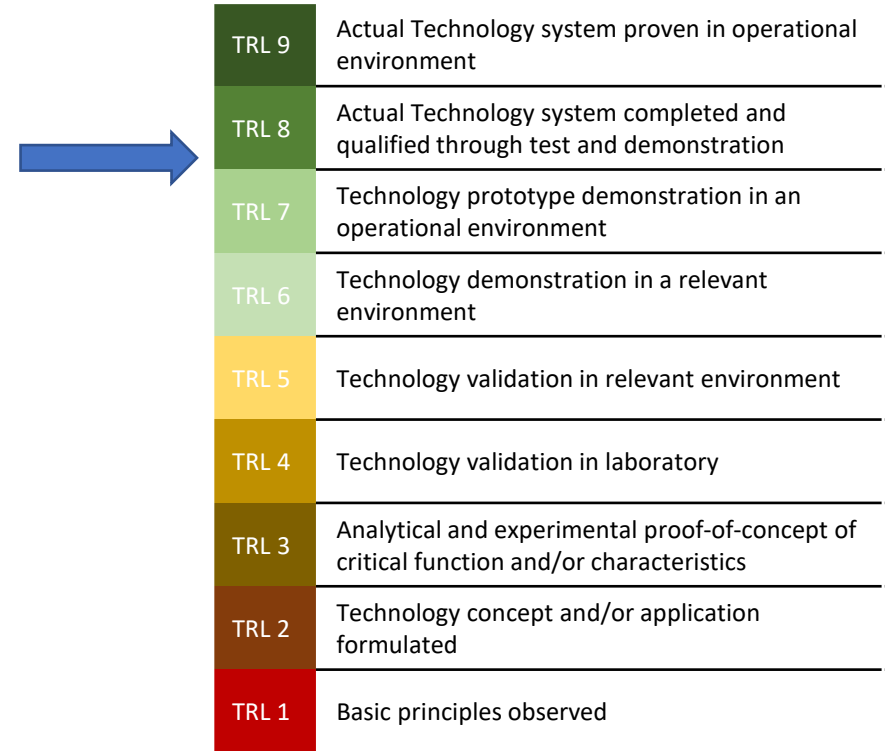 TRL 9
Actual Technology system proven in operational
environment
TRL 8
Actual Technology system completed and
qualified through test and demonstration
TRL 7
Technology prototype demonstration in an
operational environment
TRL 6
Technology demonstration in a relevant
environment
TRL 5
Technology validation in relevant environment
TRL 4
Technology validation in laboratory
TRL 3
Analytical and experimental proof-of-concept of
critical function and/or characteristics
TRL 2
Technology concept and/or application
formulated
TRL 1
Basic principles observed